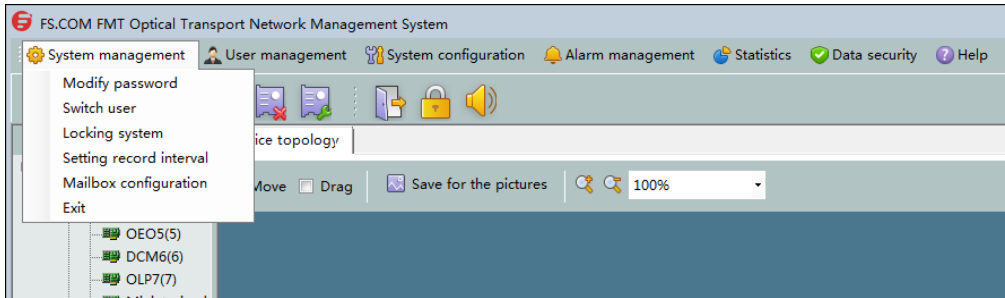 FS.COM FMT Optical Transport Network Management System
System management User management System configuration Alarm management Statistics Data security Help
Modify password
Switch user
Locking system
ice topology
Setting record interval
Mailbox configuration
Move Drag Save for the pictures 100%
Exit
OEO5(5)
DCM6(6)
OLP7(7)